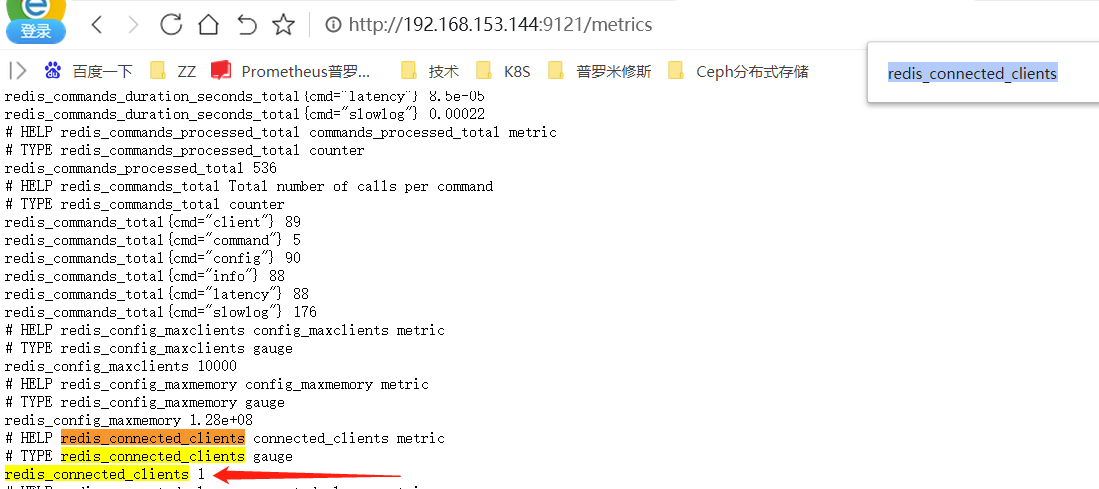 登录
http://192.168.153.144:9121/metrics
百度一下 ZZ Prometheus普罗... 技术 K8S 普罗米修斯 Ceph分布式存储
redis_connected_clients
redis_commands_duration_seconds_total{cmd="latency"} 8.5e-05
redis_commands_duration_seconds_total{cmd="slowlog"} 0.00022
# HELP redis_commands_processed_total commands_processed_total metric
# TYPE redis_commands_processed_total counter
redis_commands_processed_total 536
# HELP redis_commands_total Total number of calls per command
# TYPE redis_commands_total counter
redis_commands_total{cmd="client"} 89
redis_commands_total{cmd="command"} 5
redis_commands_total{cmd="config"} 90
redis_commands_total{cmd="info"} 88
redis_commands_total{cmd="latency"} 88
redis_commands_total{cmd="slowlog"} 176
# HELP redis_config_maxclients config_maxclients metric
# TYPE redis_config_maxclients gauge
redis_config_maxclients 10000
# HELP redis_config_maxmemory config_maxmemory metric
# TYPE redis_config_maxmemory gauge
redis_config_maxmemory 1.28e+08
# HELP redis_connected_clients connected_clients metric
# TYPE redis_connected_clients gauge
redis_connected_clients 1